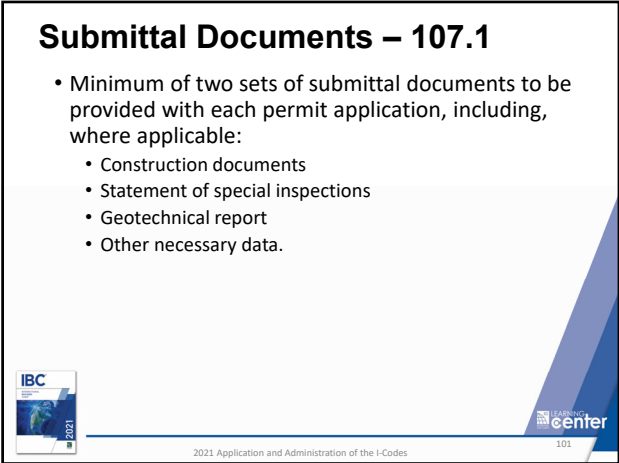 Submittal Documents – 107.1
• Minimum of two sets of submittal documents to be
provided with each permit application, including,
where applicable:
• Construction documents
• Statement of special inspections
• Geotechnical report
• Other necessary data.
IBC
2021
LEARNING
center
2021 Application and Administration of the I-Codes
101